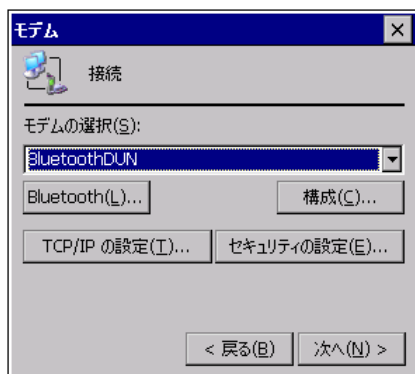 モデム
接続
モデムの選択(S):
BluetoothDUN
Bluetooth(L)... 構成(C)...
TCP/IP の設定(T)... セキュリティの設定(E)...
< 戻る(B) 次へ(N) >